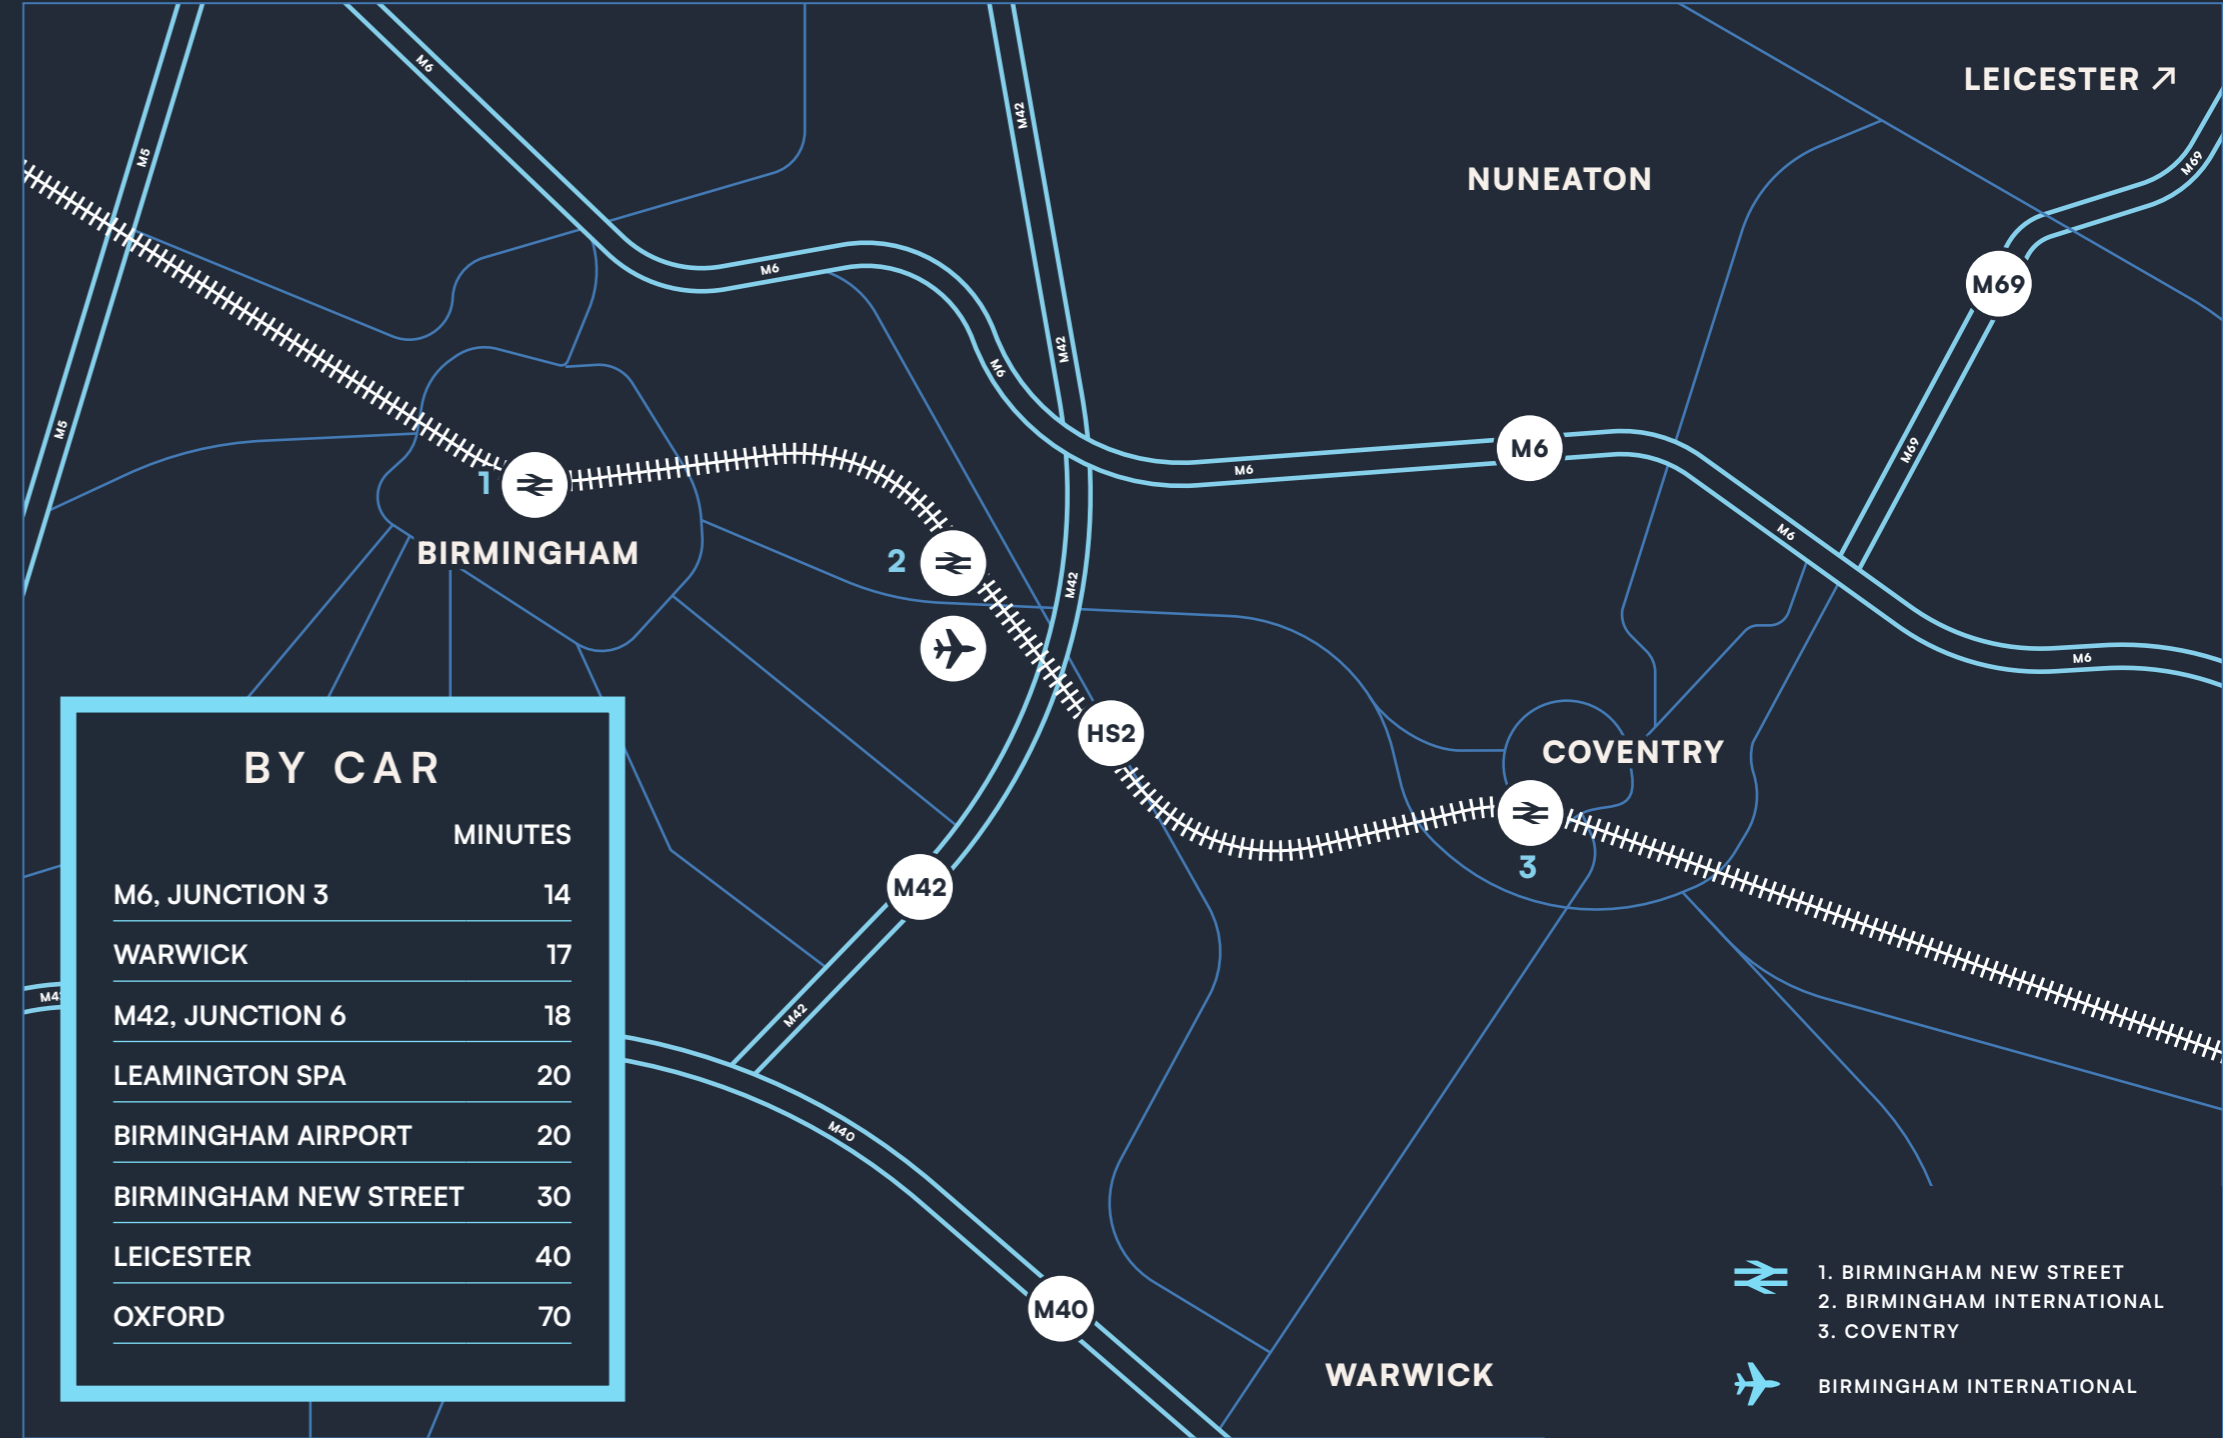 M6
M42
LEICESTER
M5
M69
NUNEATON
M6
M69
M42
M6
M5
M6
M6
M69
1
BIRMINGHAM
2
M6
M42
M6
HS2
COVENTRY
3
M42
M42
M40
M40
WARWICK
BY CAR
MINUTES
M6, JUNCTION 3 14
WARWICK 17
M42, JUNCTION 6 18
LEAMINGTON SPA 20
BIRMINGHAM AIRPORT 20
BIRMINGHAM NEW STREET 30
LEICESTER 40
OXFORD 70
1. BIRMINGHAM NEW STREET
2. BIRMINGHAM INTERNATIONAL
3. COVENTRY
BIRMINGHAM INTERNATIONAL